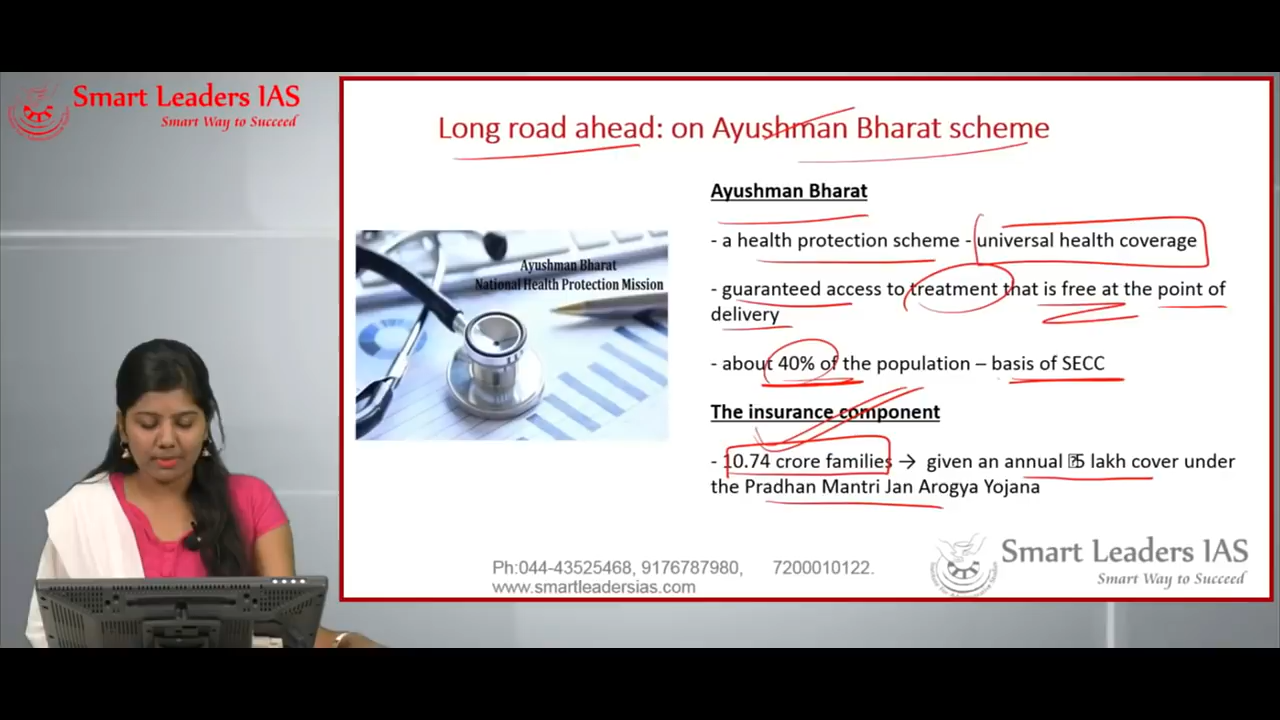 Smart Leaders IAS
Smart Way to Succeed
Long road ahead: on Ayushman Bharat scheme
Ayushman Bharat
- a health protection scheme - universal health coverage
- guaranteed access to treatment that is free at the point of
delivery
- about 40% of the population – basis of SECC
The insurance component
- 10.74 crore families → given an annual 5 lakh cover under
the Pradhan Mantri Jan Arogya Yojana
Ayushman Bharat
National Health Protection Mission
Ph:044-43525468, 9176787980, 7200010122.
www.smartleadersias.com
Smart Leaders IAS
Smart Way to Succeed